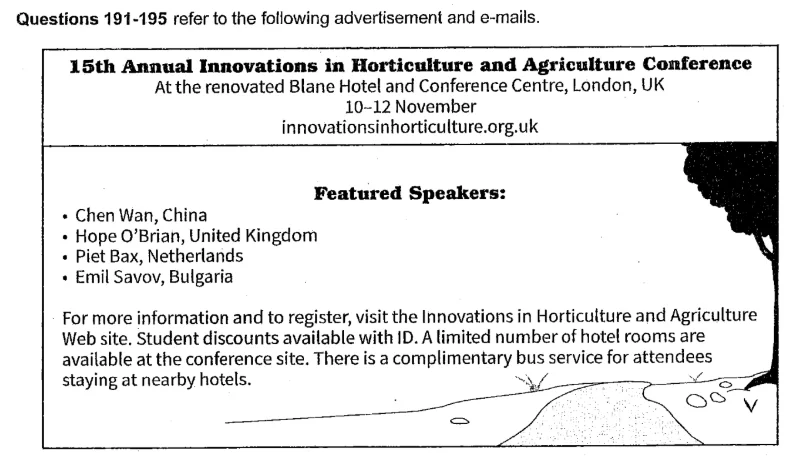 Questions 191-195 refer to the following advertisement and e-mails.
15th Annual Innovations in Horticulture and Agriculture Conference
At the renovated Blane Hotel and Conference Centre, London, UK
10–12 November
innovationsinhorticulture.org.uk
Featured Speakers:
• Chen Wan, China
• Hope O'Brian, United Kingdom
• Piet Bax, Netherlands
• Emil Savov, Bulgaria
For more information and to register, visit the Innovations in Horticulture and Agriculture
Web site. Student discounts available with ID. A limited number of hotel rooms are
available at the conference site. There is a complimentary bus service for attendees
staying at nearby hotels.